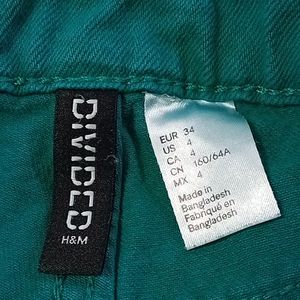 DIVIDED
H&M
EUR 34
US 4
CA 4
CN 160/64A
MX 4
Made in
Bangladesh
Fabriqué en
Bangladesh